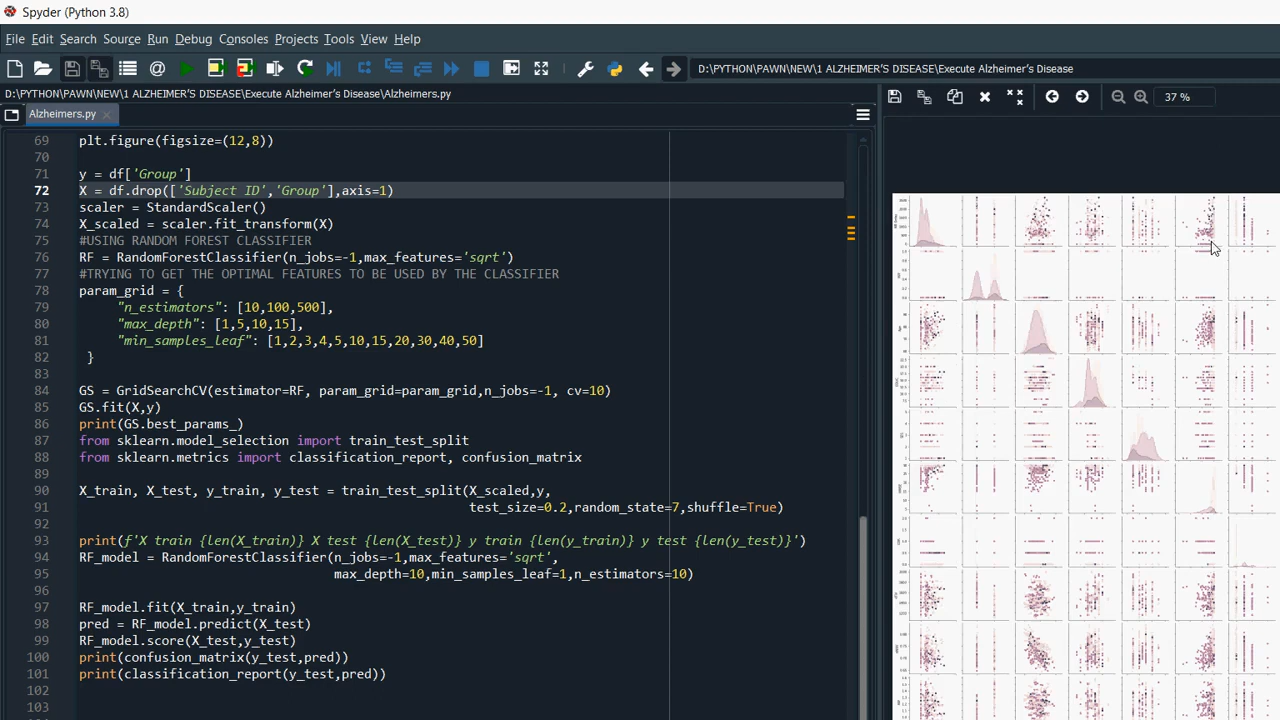 Spyder (Python 3.8)
File Edit Search Source Run Debug Consoles Projects Tools View Help
D:\PYTHON\PAWN\NEW\1 ALZHEIMER'S DISEASE\Execute Alzheimer's Disease
D:\PYTHON\PAWN\NEW\1 ALZHEIMER'S DISEASE\Execute Alzheimer's Disease\Alzheimers.py
Alzheimers.py
37 %
69 plt.figure(figsize=(12,8))
70
71 y = df['Group']
72 X = df.drop(['Subject ID','Group'],axis=1)
73 scaler = StandardScaler()
74 X_scaled = scaler.fit_transform(X)
75 #USING RANDOM FOREST CLASSIFIER
76 RF = RandomForestClassifier(n_jobs=-1,max_features='sqrt')
77 #TRYING TO GET THE OPTIMAL FEATURES TO BE USED BY THE CLASSIFIER
78 param_grid = {
79 "n_estimators": [10,100,500],
80 "max_depth": [1,5,10,15],
81 "min_samples_leaf": [1,2,3,4,5,10,15,20,30,40,50]
82 }
83
84 GS = GridSearchCV(estimator=RF, param_grid=param_grid,n_jobs=-1, cv=10)
85 GS.fit(X,y)
86 print(GS.best_params_)
87 from sklearn.model_selection import train_test_split
88 from sklearn.metrics import classification_report, confusion_matrix
89
90 X_train, X_test, y_train, y_test = train_test_split(X_scaled,y,
91 test_size=0.2,random_state=7,shuffle=True)
92
93 print(f'X train {len(X_train)} X test {len(X_test)} y train {len(y_train)} y test {len(y_test)}')
94 RF_model = RandomForestClassifier(n_jobs=-1,max_features='sqrt',
95 max_depth=10,min_samples_leaf=1,n_estimators=10)
96
97 RF_model.fit(X_train,y_train)
98 pred = RF_model.predict(X_test)
99 RF_model.score(X_test,y_test)
100 print(confusion_matrix(y_test,pred))
101 print(classification_report(y_test,pred))
102
103